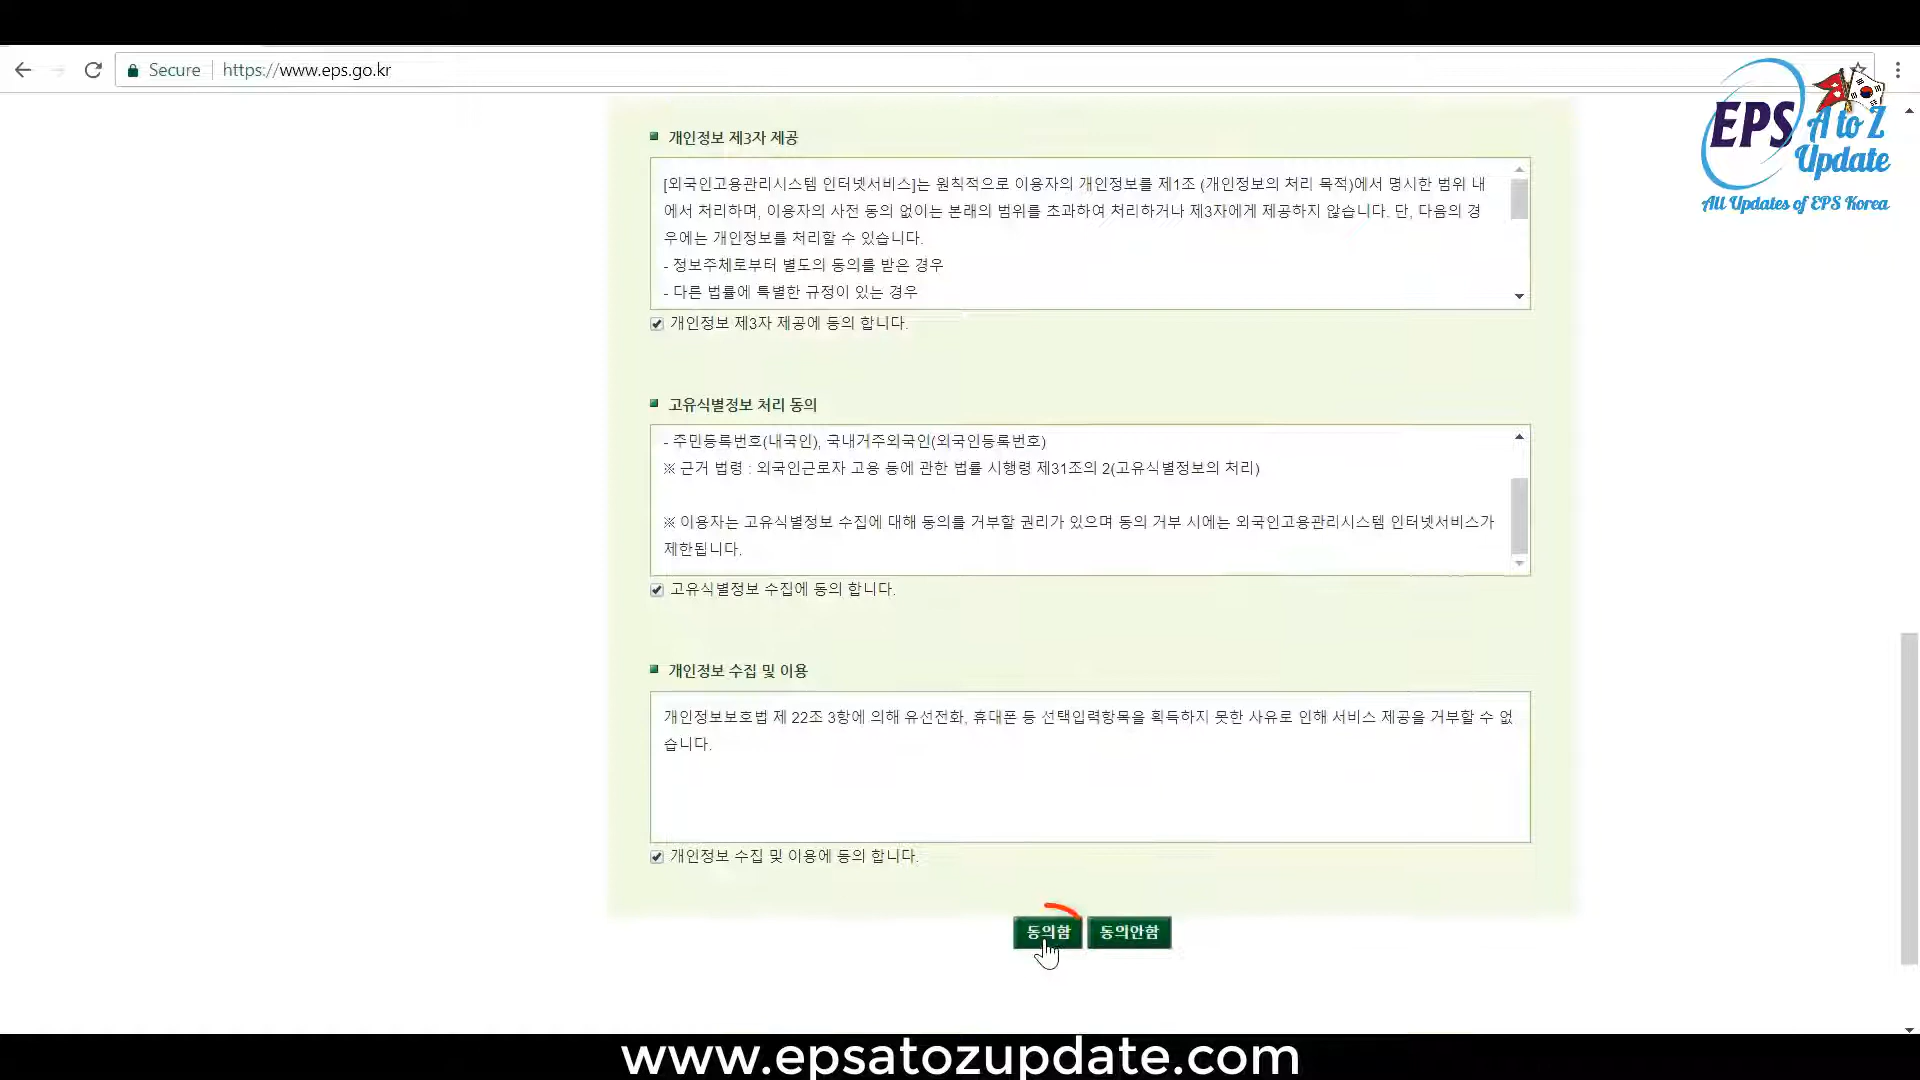 Secure
https://www.eps.go.kr
EPS A to Z Update
All Updates of EPS Korea
개인정보 제3자 제공
[외국인고용관리시스템 인터넷서비스]는 원칙적으로 이용자의 개인정보를 제1조 (개인정보의 처리 목적)에서 명시한 범위 내
에서 처리하며, 이용자의 사전 동의 없이는 본래의 범위를 초과하여 처리하거나 제3자에게 제공하지 않습니다. 단, 다음의 경
우에는 개인정보를 처리할 수 있습니다.
- 정보주체로부터 별도의 동의를 받은 경우
- 다른 법률에 특별한 규정이 있는 경우
개인정보 제3자 제공에 동의 합니다.
고유식별정보 처리 동의
- 주민등록번호(내국인), 국내거주외국인(외국인등록번호)
※ 근거 법령 : 외국인근로자 고용 등에 관한 법률 시행령 제31조의 2(고유식별정보의 처리)
※ 이용자는 고유식별정보 수집에 대해 동의를 거부할 권리가 있으며 동의 거부 시에는 외국인고용관리시스템 인터넷서비스가
제한됩니다.
고유식별정보 수집에 동의 합니다.
개인정보 수집 및 이용
개인정보보호법 제 22조 3항에 의해 유선전화, 휴대폰 등 선택입력항목을 획득하지 못한 사유로 인해 서비스 제공을 거부할 수 없
습니다.
개인정보 수집 및 이용에 동의 합니다.
동의함
동의안함
www.epsatozupdate.com